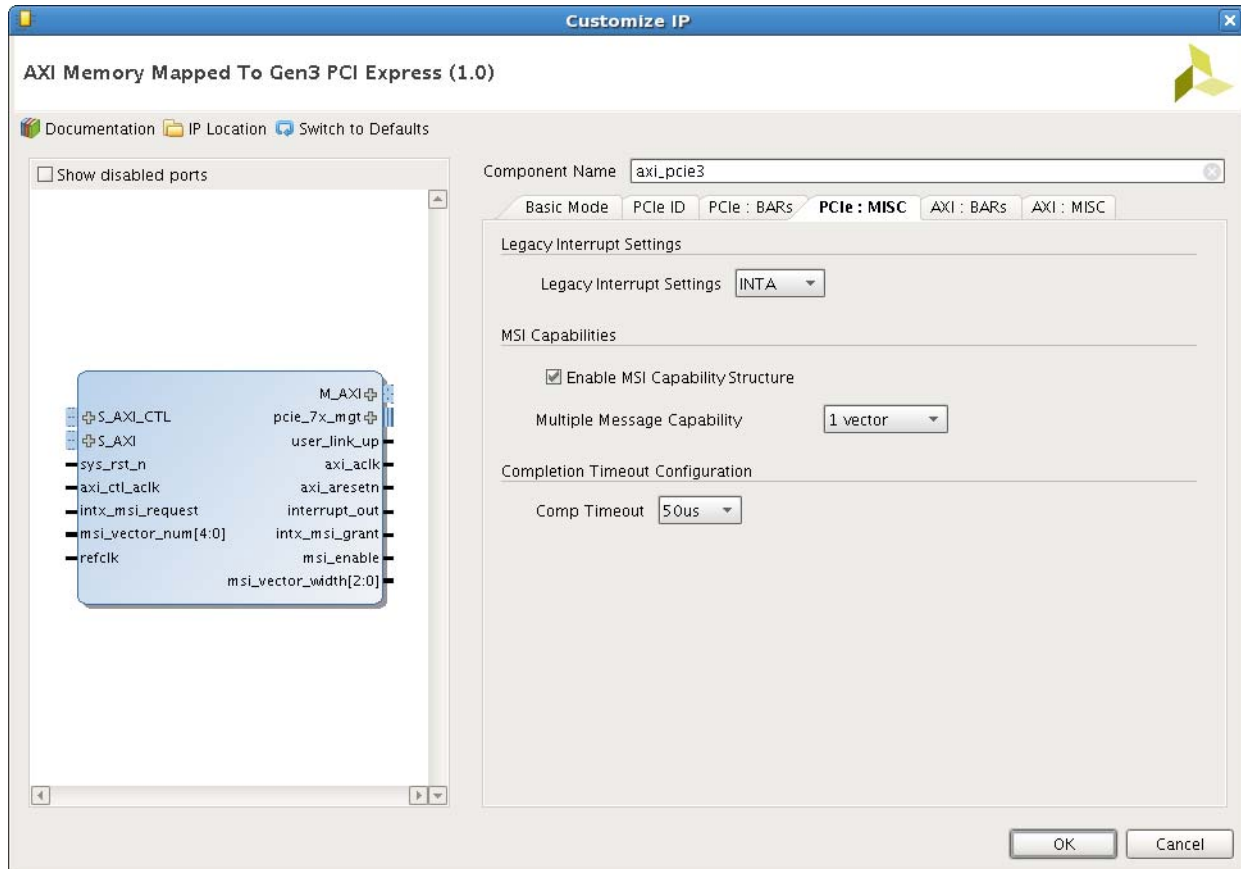 Customize IP
AXI Memory Mapped To Gen3 PCI Express (1.0)
Documentation IP Location Switch to Defaults
Show disabled ports
M_AXI
S_AXI_CTL pcie_7x_mgt
S_AXI user_link_up
sys_rst_n axi_aclk
axi_ctl_aclk axi_aresetn
intx_msi_request interrupt_out
msi_vector_num[4:0] intx_msi_grant
refclk msi_enable
msi_vector_width[2:0]
Component Name axi_pcie3
Basic Mode PCIe ID PCIe : BARs PCIe : MISC AXI : BARs AXI : MISC
Legacy Interrupt Settings
Legacy Interrupt Settings INTA
MSI Capabilities
Enable MSI Capability Structure
Multiple Message Capability 1 vector
Completion Timeout Configuration
Comp Timeout 50us
OK Cancel